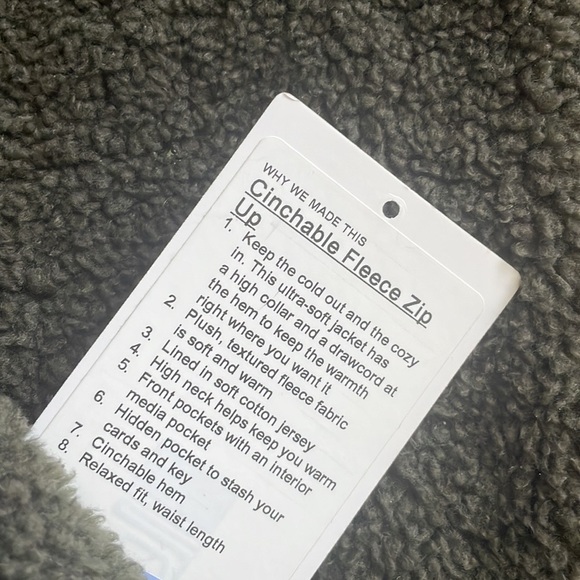 WHY WE MADE THIS
Cinchable Fleece Zip
Up
1. Keep the cold out and the cozy
in. This ultra-soft jacket has
a high collar and a drawcord at
the hem to keep the warmth
right where you want it
2. Plush, textured fleece fabric
is soft and warm
3. Lined in soft cotton jersey
4. High neck helps keep you warm
5. Front pockets with an interior
media pocket
6. Hidden pocket to stash your
cards and key
7. Cinchable hem
8. Relaxed fit, waist length